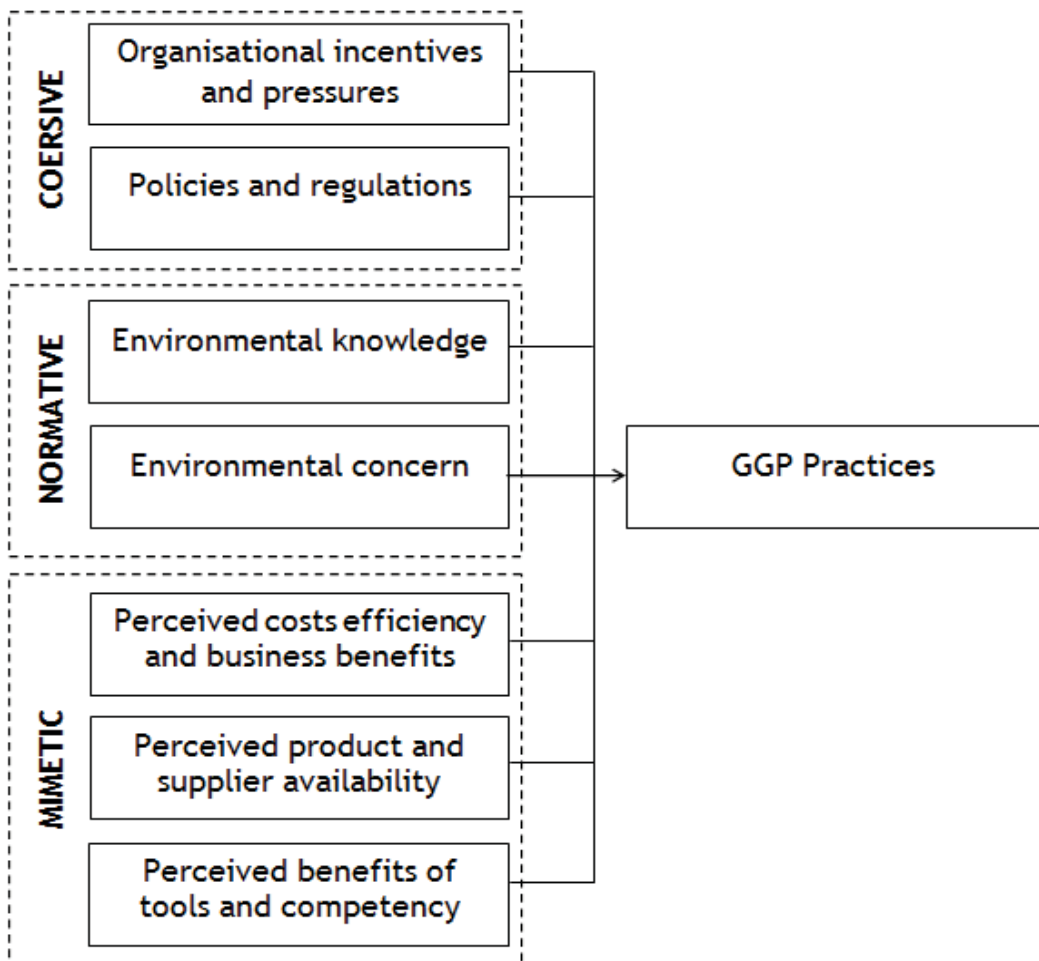 COERSIVE
Organisational incentives
and pressures
Policies and regulations
NORMATIVE
Environmental knowledge
Environmental concern
GGP Practices
MIMETIC
Perceived costs efficiency
and business benefits
Perceived product and
supplier availability
Perceived benefits of
tools and competency